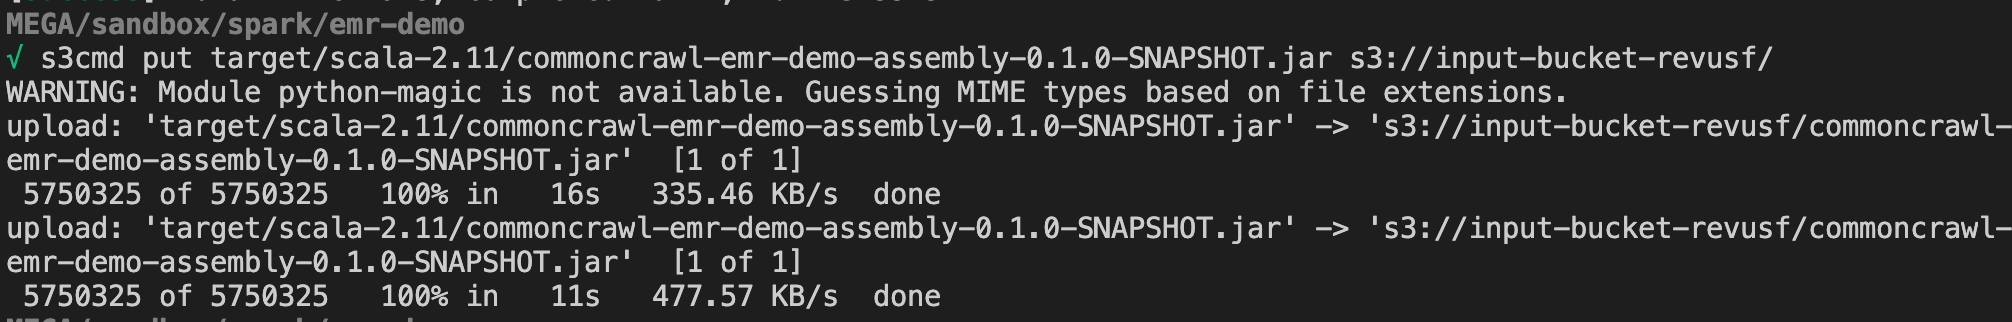 MEGA/sandbox/spark/emr-demo
√ s3cmd put target/scala-2.11/commoncrawl-emr-demo-assembly-0.1.0-SNAPSHOT.jar s3://input-bucket-revusf/
WARNING: Module python-magic is not available. Guessing MIME types based on file extensions.
upload: 'target/scala-2.11/commoncrawl-emr-demo-assembly-0.1.0-SNAPSHOT.jar' -> 's3://input-bucket-revusf/commoncrawl-
emr-demo-assembly-0.1.0-SNAPSHOT.jar'  [1 of 1]
 5750325 of 5750325   100% in   16s   335.46 KB/s  done
upload: 'target/scala-2.11/commoncrawl-emr-demo-assembly-0.1.0-SNAPSHOT.jar' -> 's3://input-bucket-revusf/commoncrawl-
emr-demo-assembly-0.1.0-SNAPSHOT.jar'  [1 of 1]
 5750325 of 5750325   100% in   11s   477.57 KB/s  done